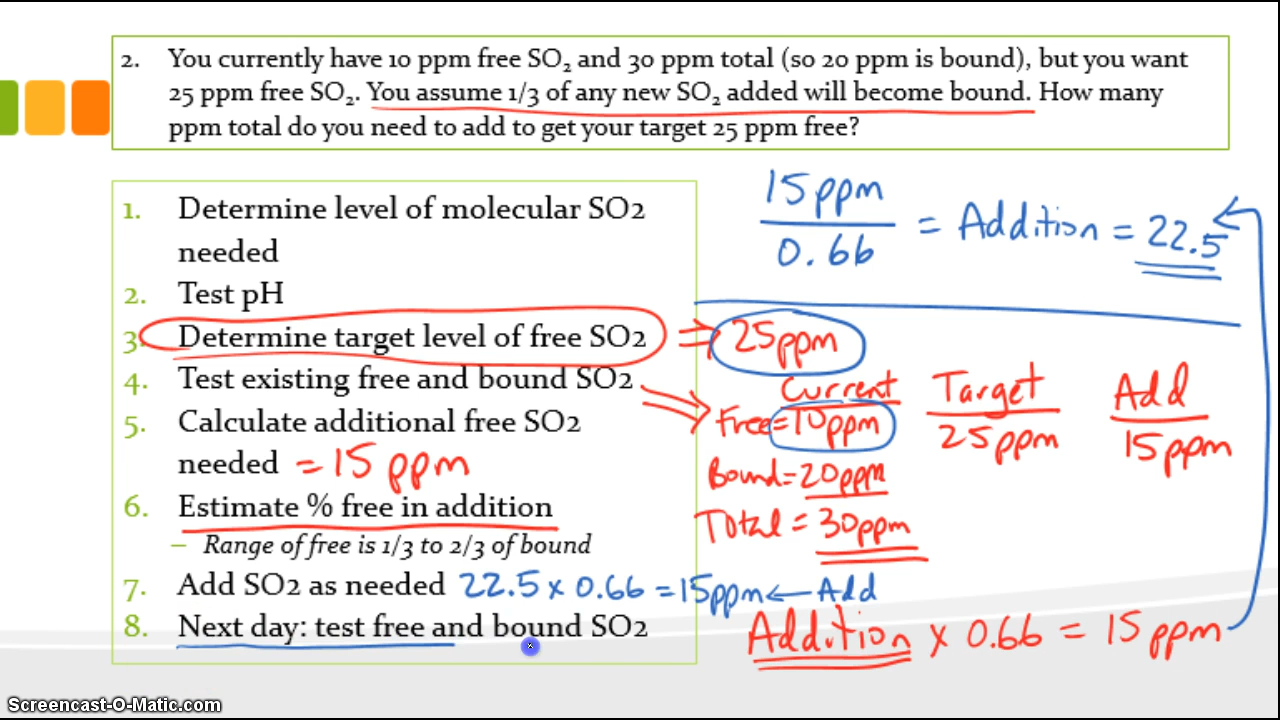 2. You currently have 10 ppm free SO₂ and 30 ppm total (so 20 ppm is bound), but you want
25 ppm free SO₂. You assume 1/3 of any new SO₂ added will become bound. How many
ppm total do you need to add to get your target 25 ppm free?
15ppm
0.66
= Addition = 22.5
1. Determine level of molecular SO2
needed
2. Test pH
3. Determine target level of free SO2
4. Test existing free and bound SO2
5. Calculate additional free SO2
needed = 15 ppm
6. Estimate % free in addition
– Range of free is 1/3 to 2/3 of bound
7. Add SO2 as needed 22.5 x 0.66 = 15ppm ← Add
8. Next day: test free and bound SO2
⇒ 25ppm
Current Target Add
Free=10ppm 25ppm 15ppm
Bound=20ppm
Total = 30ppm
Addition x 0.66 = 15ppm
Screencast-O-Matic.com